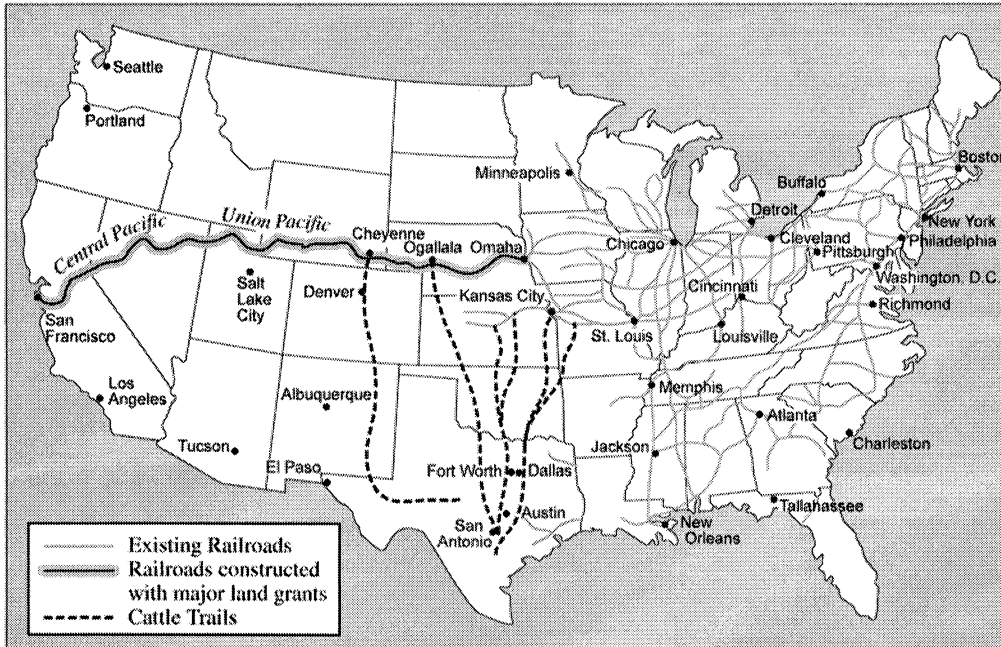 Seattle
Portland
Minneapolis
Boston
Buffalo
Detroit
New York
Central Pacific
Union Pacific
Cheyenne
Ogallala
Omaha
Chicago
Cleveland
Philadelphia
Pittsburgh
Washington. D.C.
Salt
Lake
City
Denver
Kansas City
Cincinnati
Richmond
San
Francisco
St. Louis
Louisville
Los
Angeles
Albuquerque
Memphis
Atlanta
Tucson
Jackson
Charleston
El Paso
Fort Worth
Dallas
Austin
Tallahassee
San
Antonio
New
Orleans
Existing Railroads
Railroads constructed
with major land grants
Cattle Trails